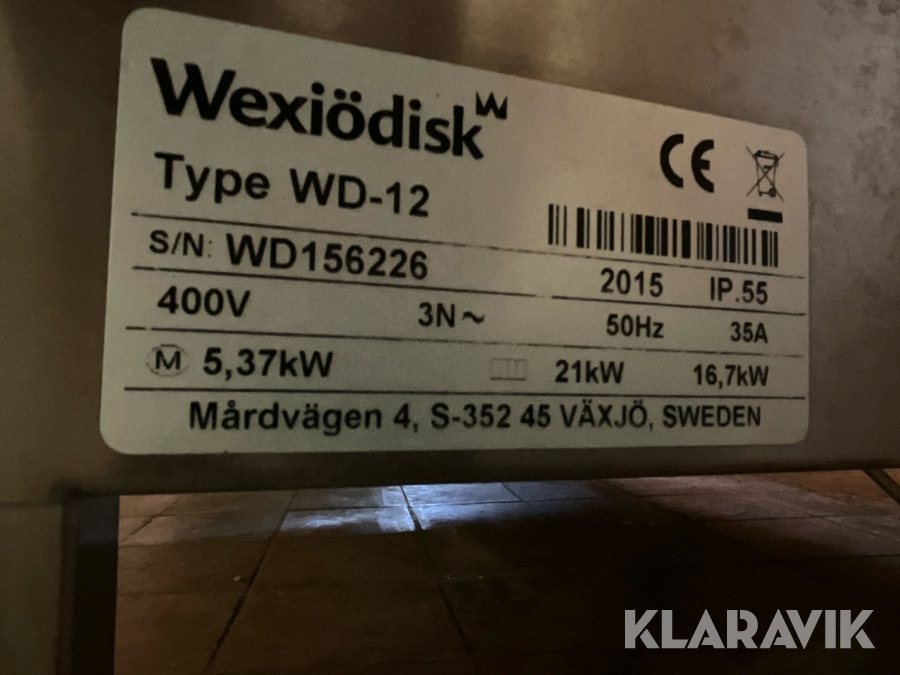 Wexiödisk
CE
Type WD-12
S/N: WD156226
2015 IP.55
400V 3N~ 50Hz 35A
M 5,37kW 21kW 16,7kW
Mårdvägen 4, S-352 45 VÄXJÖ, SWEDEN
KLARAVIK